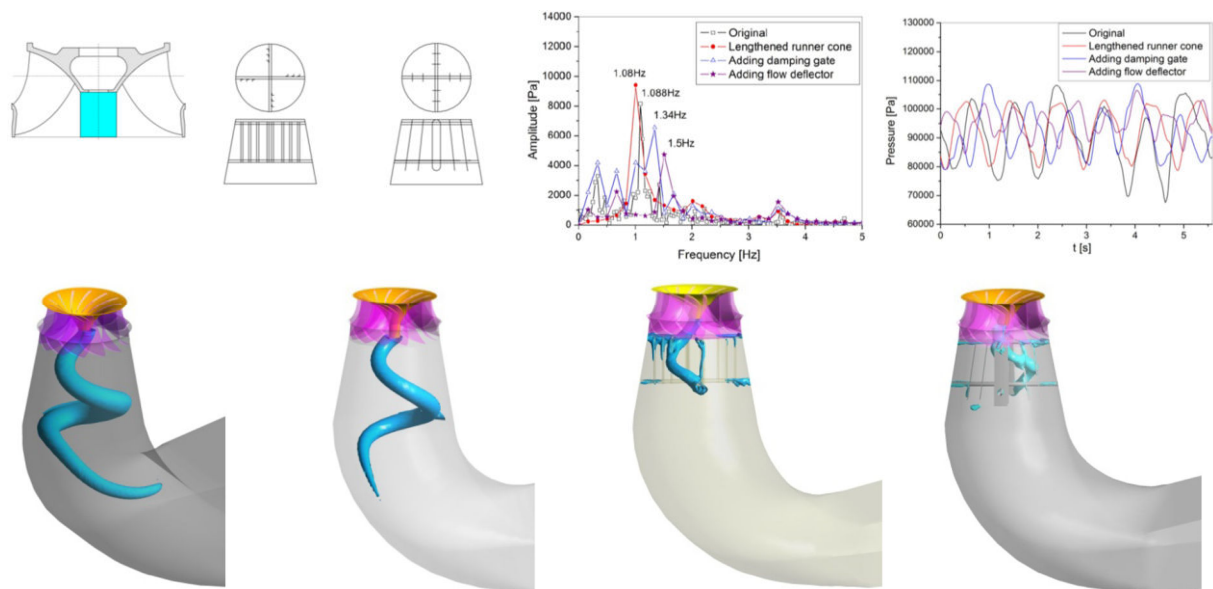 14000
12000
10000
8000
6000
4000
2000
0
Amplitude [Pa]
Original
Lengthened runner cone
Adding damping gate
Adding flow deflector
1.08Hz
1.088Hz
1.34Hz
1.5Hz
0 1 2 3 4 5
Frequency [Hz]
130000
120000
110000
100000
90000
80000
70000
60000
Pressure [Pa]
Original
Lengthened runner cone
Adding damping gate
Adding flow deflector
0 1 2 3 4 5
t [s]